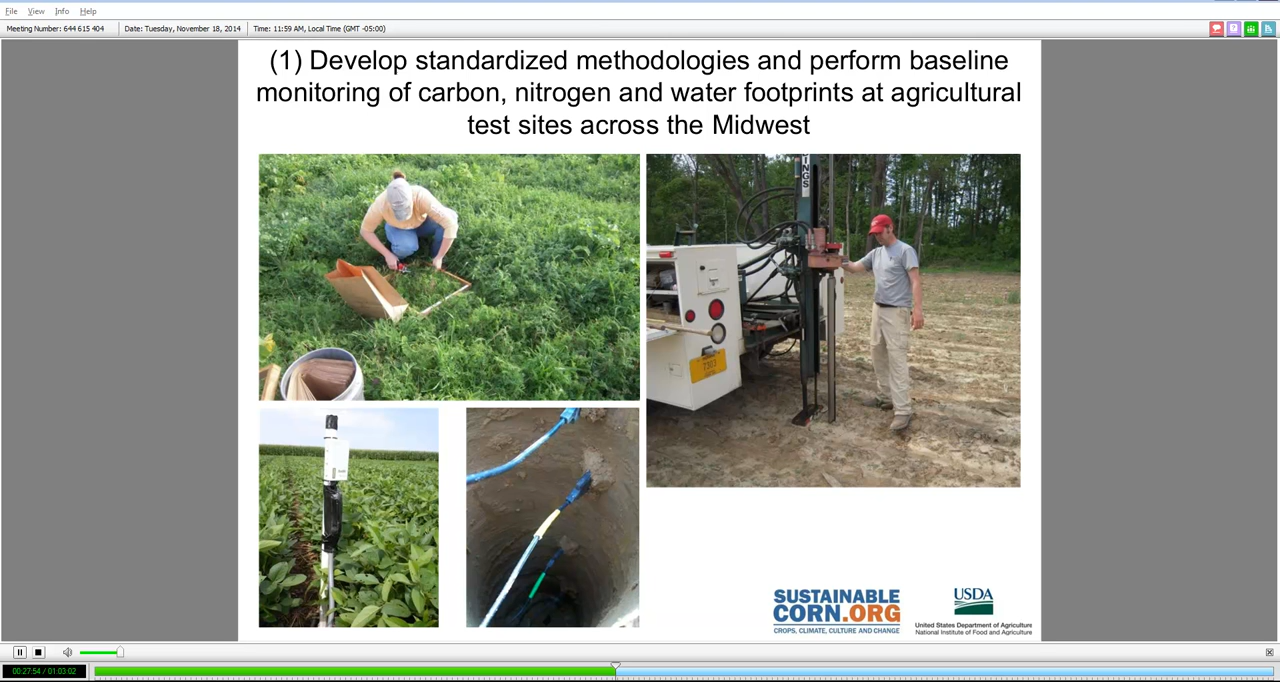 File View Info Help
Meeting Number: 644 615 404 Date: Tuesday, November 18, 2014 Time: 11:59 AM, Local Time (GMT -05:00)
(1) Develop standardized methodologies and perform baseline
monitoring of carbon, nitrogen and water footprints at agricultural
test sites across the Midwest
INGS
SUSTAINABLE
CORN.ORG
CROPS, CLIMATE, CULTURE AND CHANGE
USDA
United States Department of Agriculture
National Institute of Food and Agriculture
00:27:54 / 01:03:02